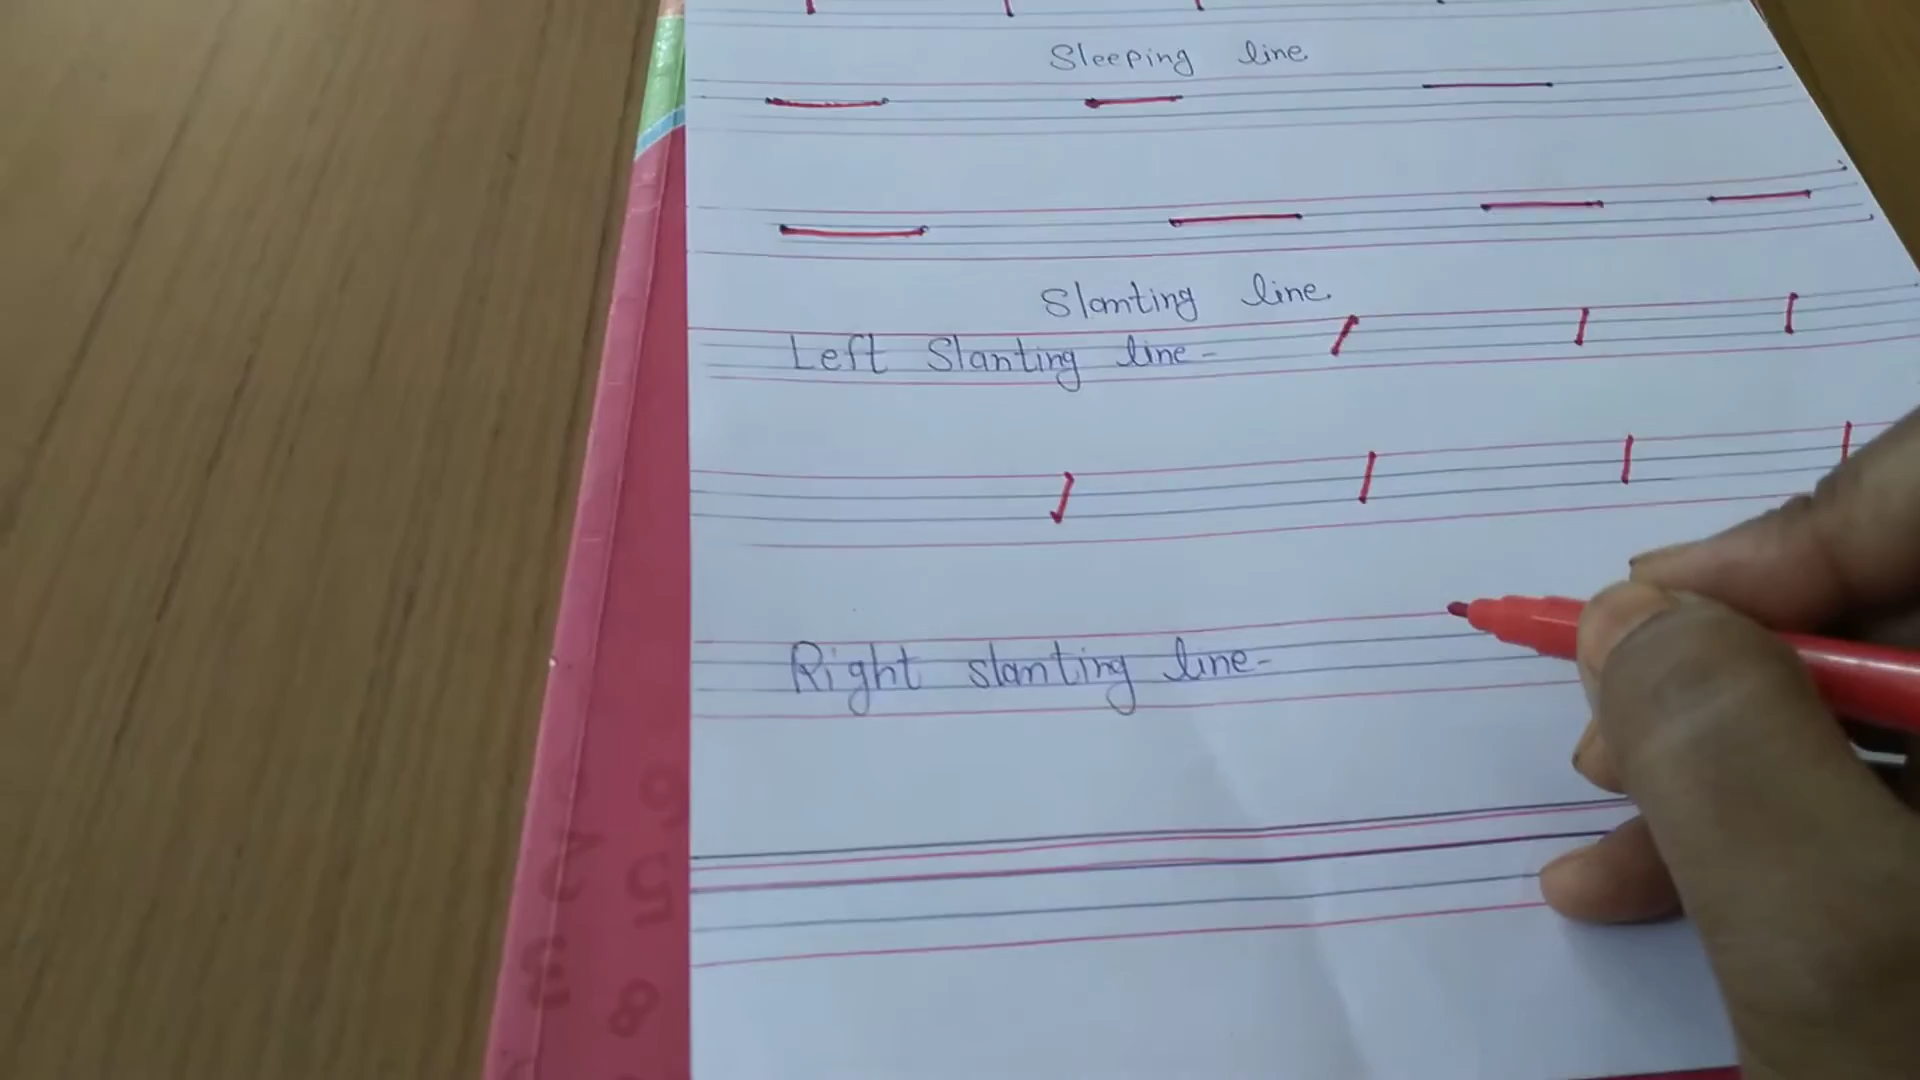 Sleeping line
Slanting line.
Left Slanting line-
Right slanting line-